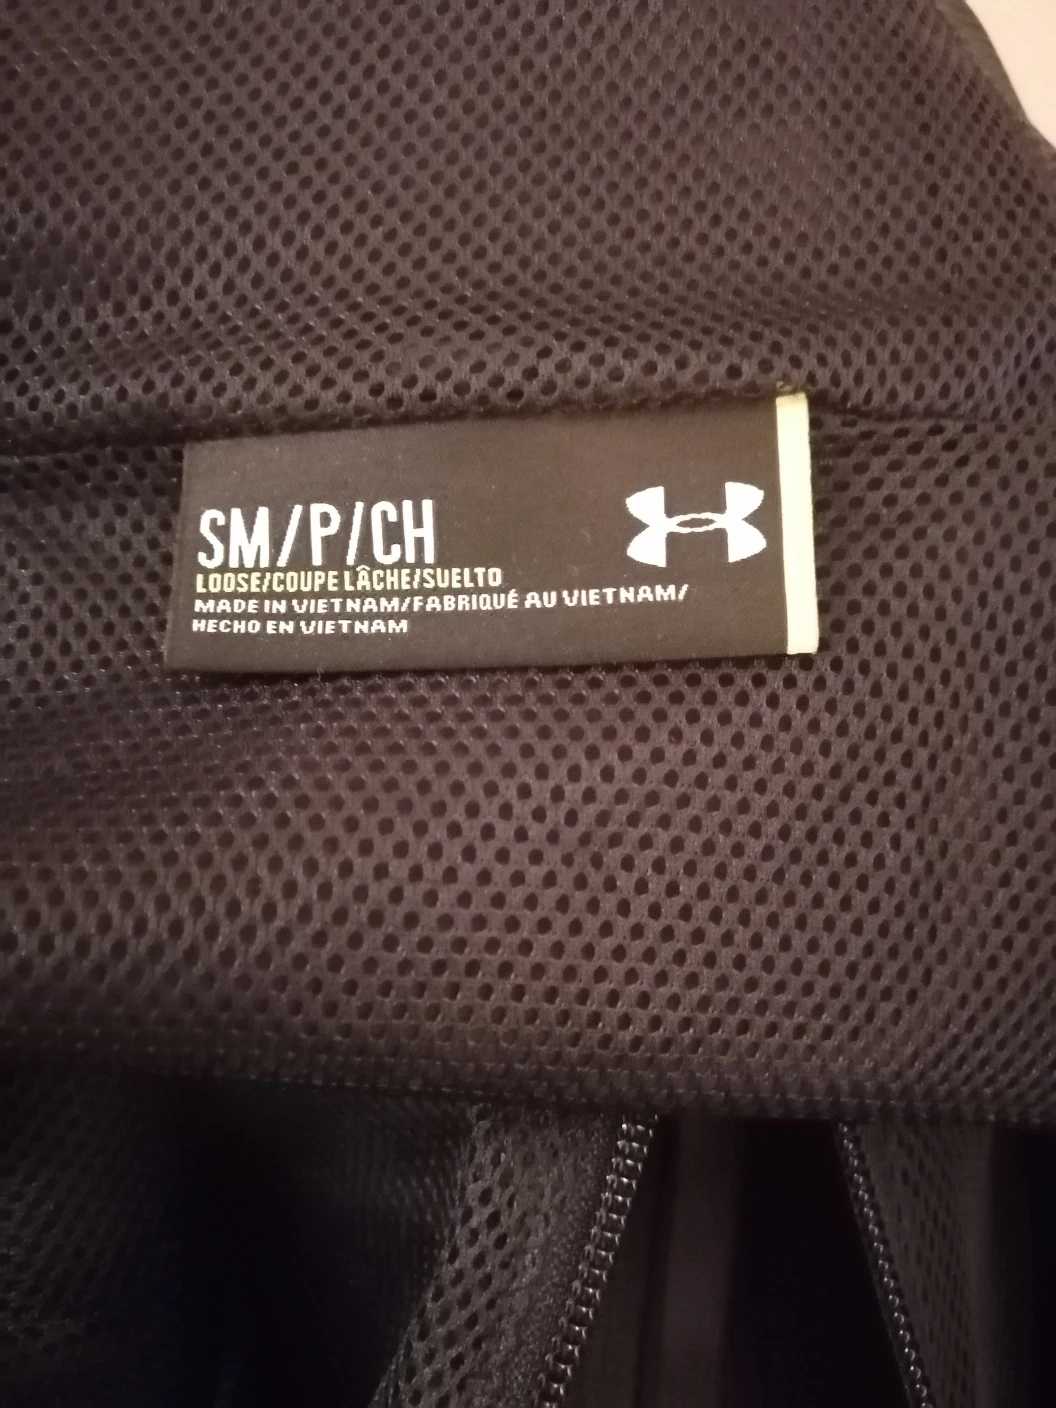 SM/P/CH
LOOSE/COUPE LÂCHE/SUELTO
MADE IN VIETNAM/FABRIQUÉ AU VIETNAM/
HECHO EN VIETNAM